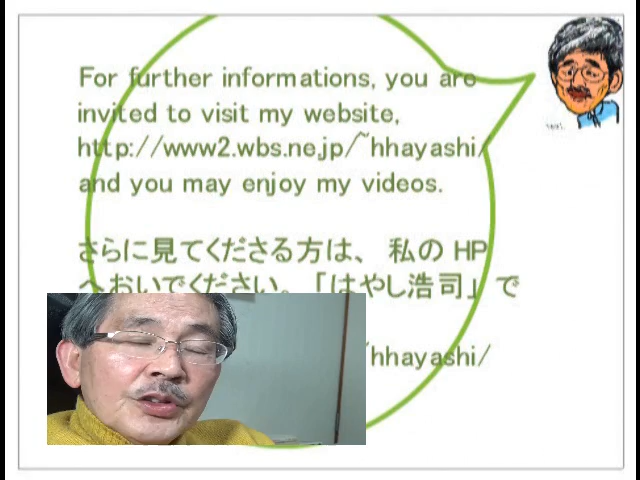 For further informations, you are
invited to visit my website,
http://www2.wbs.ne.jp/~hhayashi/
and you may enjoy my videos.
さらに見てくださる方は、 私の HP
へおいでください。 「はやし浩司」 で
~hhayashi/